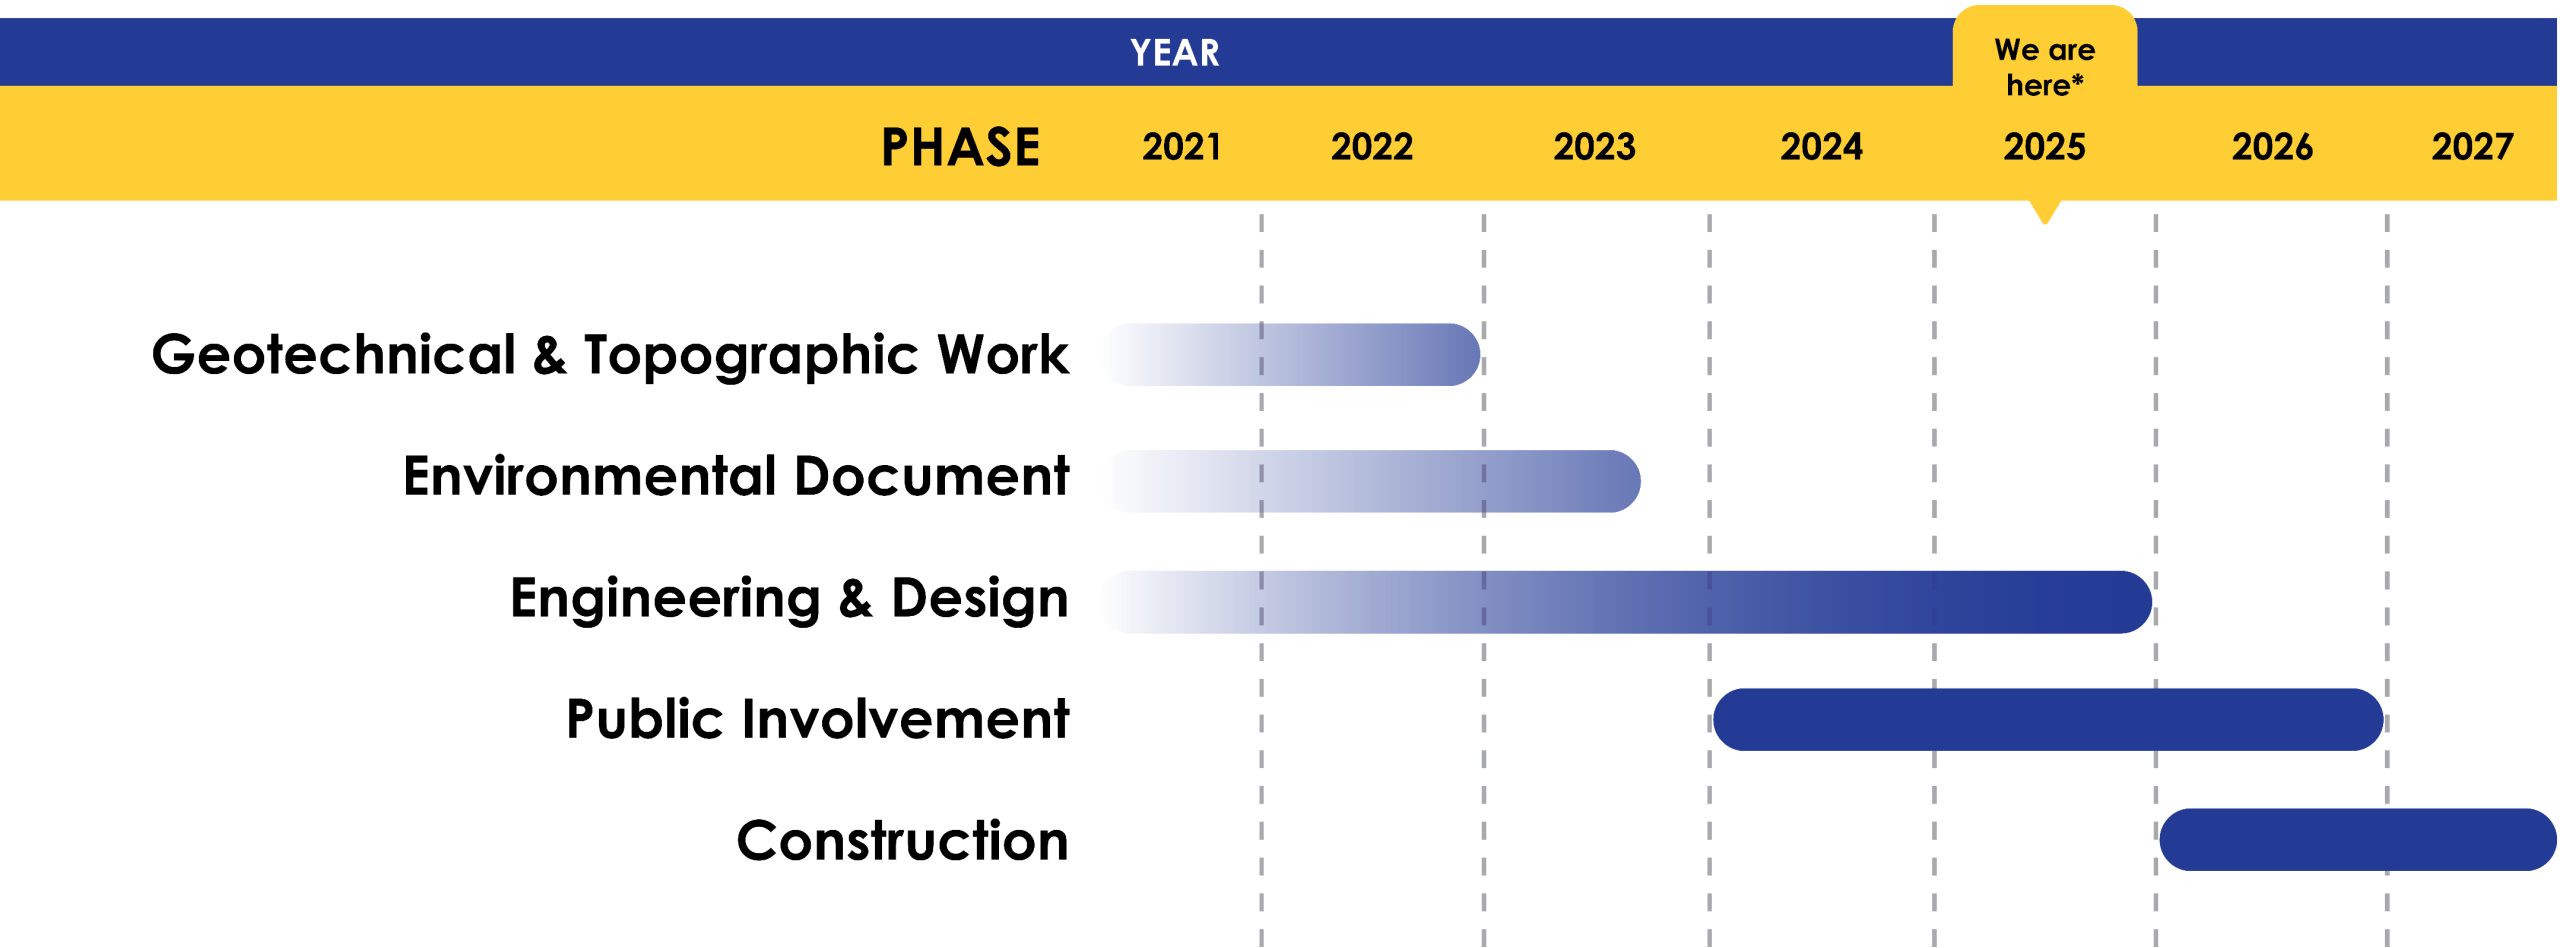 YEAR
We are
here*
PHASE 2021 2022 2023 2024 2025 2026 2027
Geotechnical & Topographic Work
Environmental Document
Engineering & Design
Public Involvement
Construction